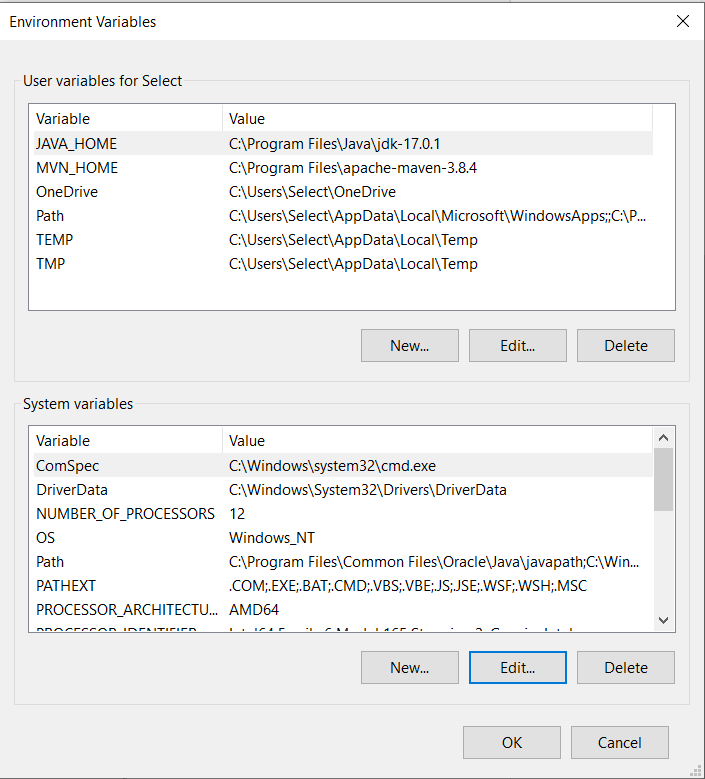 Environment Variables
User variables for Select
Variable Value
JAVA_HOME C:\Program Files\Java\jdk-17.0.1
MVN_HOME C:\Program Files\apache-maven-3.8.4
OneDrive C:\Users\Select\OneDrive
Path C:\Users\Select\AppData\Local\Microsoft\WindowsApps;;C:\P...
TEMP C:\Users\Select\AppData\Local\Temp
TMP C:\Users\Select\AppData\Local\Temp
New... Edit... Delete
System variables
Variable Value
ComSpec C:\Windows\system32\cmd.exe
DriverData C:\Windows\System32\Drivers\DriverData
NUMBER_OF_PROCESSORS 12
OS Windows_NT
Path C:\Program Files\Common Files\Oracle\Java\javapath;C:\Win...
PATHEXT .COM;.EXE;.BAT;.CMD;.VBS;.VBE;.JS;.JSE;.WSF;.WSH;.MSC
PROCESSOR_ARCHITECTU... AMD64
New... Edit... Delete
OK Cancel